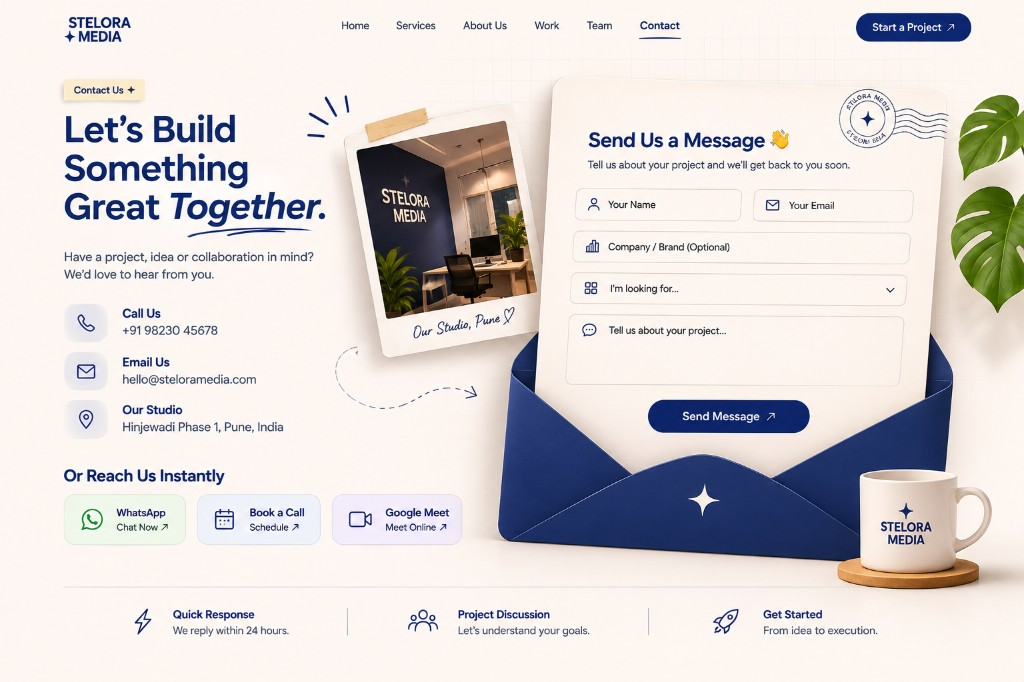 STELORA
MEDIA
Home
Services
About Us
Work
Team
Contact
Start a Project
Contact Us
Let's Build
Something
Great Together.
Have a project, idea or collaboration in mind?
We'd love to hear from you.
Call Us
+91 98230 45678
Email Us
hello@steloramedia.com
Our Studio
Hinjewadi Phase 1, Pune, India
Or Reach Us Instantly
WhatsApp
Chat Now
Book a Call
Schedule
Google Meet
Meet Online
STELORA
MEDIA
Our Studio, Pune
STELORA MEDIA
Send Us a Message 👋
Tell us about your project and we'll get back to you soon.
Your Name
Your Email
Company / Brand (Optional)
I'm looking for...
Tell us about your project...
Send Message
STELORA
MEDIA
Quick Response
We reply within 24 hours.
Project Discussion
Let's understand your goals.
Get Started
From idea to execution.